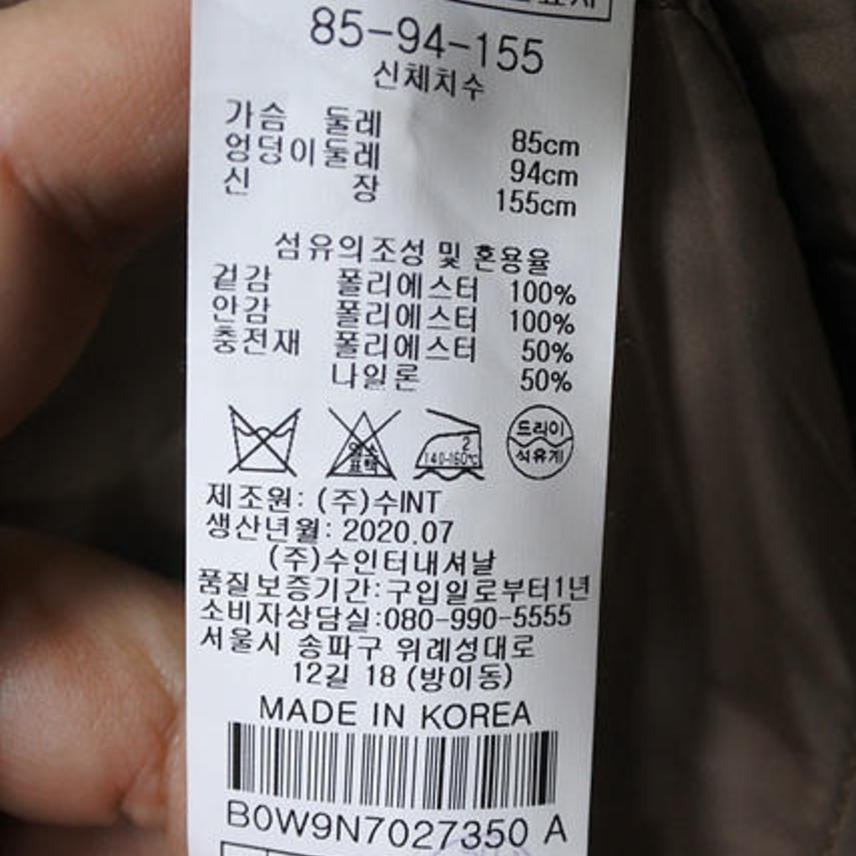 85-94-155
신체치수
가슴 둘레 85cm
엉덩이둘레 94cm
신 장 155cm
섬유의조성 및 혼용율
겉감 폴리에스터 100%
안감 폴리에스터 100%
충전재 폴리에스터 50%
나일론 50%
염소
표백
2
140-160℃
드라이
석유계
제조원: (주)수INT
생산년월: 2020.07
(주)수인터내셔날
품질보증기간:구입일로부터1년
소비자상담실:080-990-5555
서울시 송파구 위례성대로
12길 18 (방이동)
MADE IN KOREA
B0W9N7027350 A